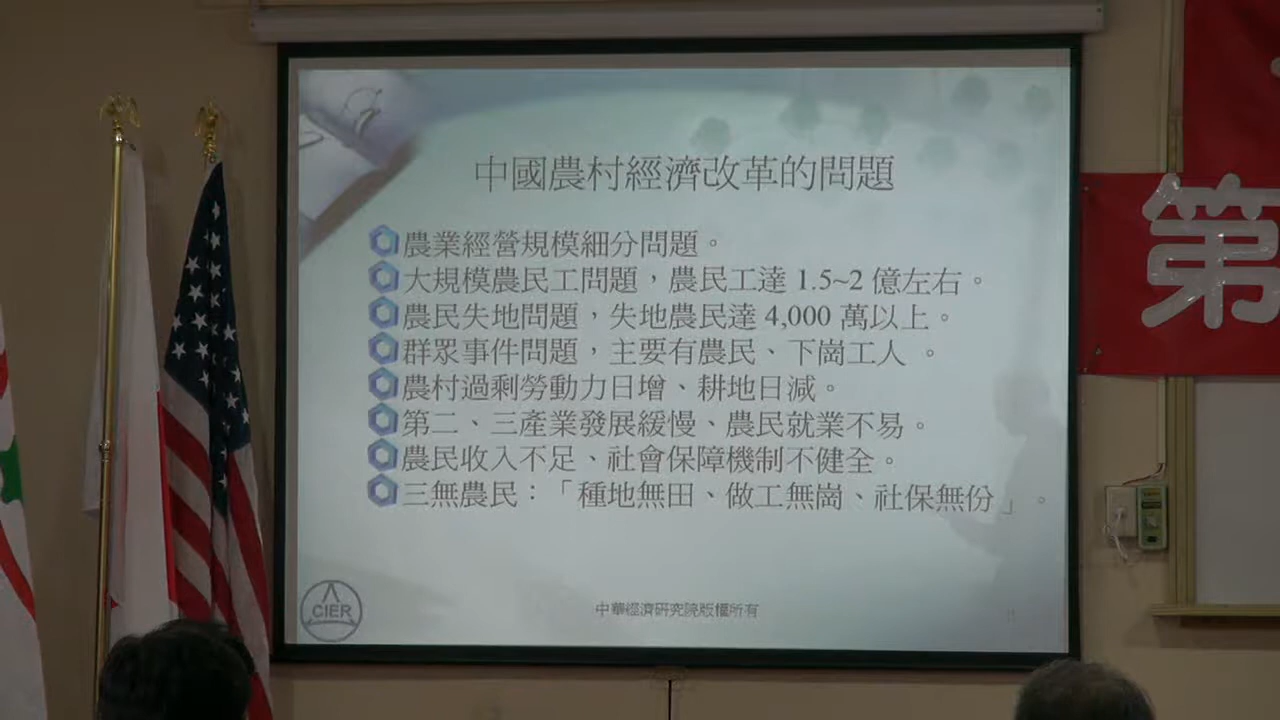 中國農村經濟改革的問題
農業經營規模細分問題。
大規模農民工問題，農民工達 1.5~2 億左右。
農民失地問題，失地農民達 4,000 萬以上。
群眾事件問題，主要有農民、下崗工人 。
農村過剩勞動力日增、耕地日減。
第二、三產業發展緩慢、農民就業不易。
農民收入不足、社會保障機制不健全。
三無農民：「種地無田、做工無崗、社保無份」。
CIER
中華經濟研究院版權所有
第